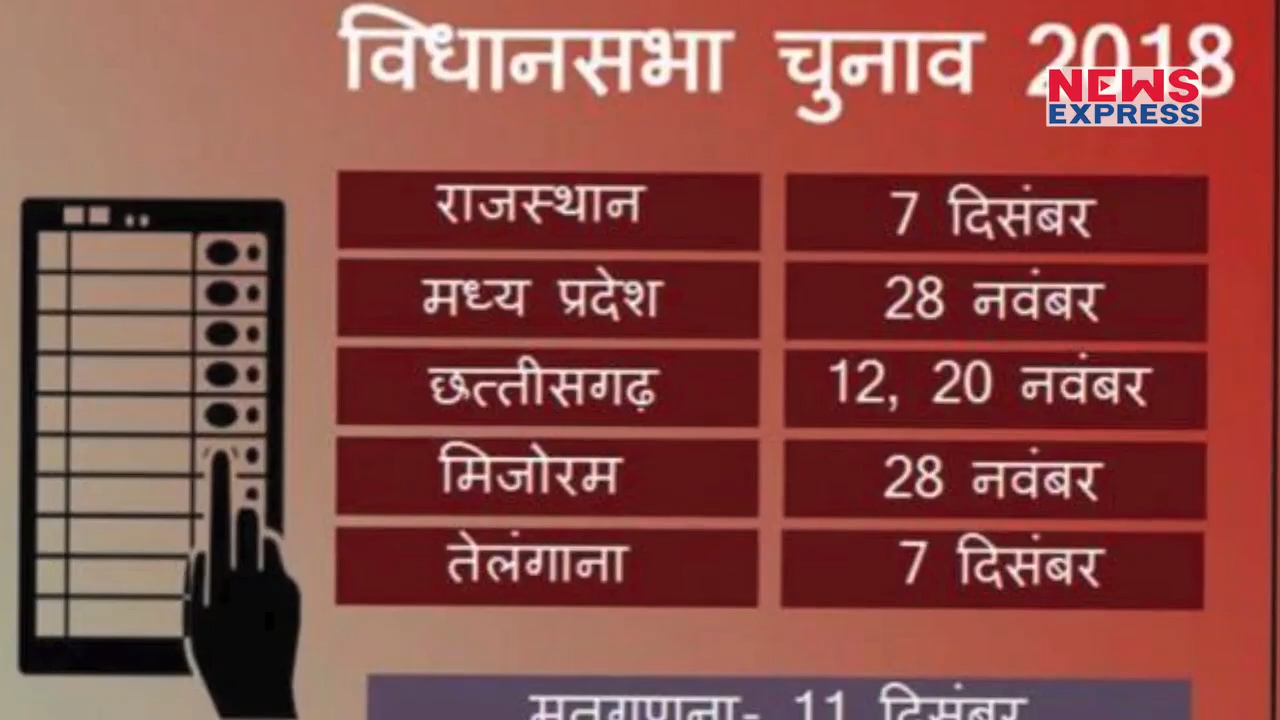 विधानसभा चुनाव 2018
NEWS
EXPRESS
राजस्थान 7 दिसंबर
मध्य प्रदेश 28 नवंबर
छत्तीसगढ़ 12, 20 नवंबर
मिजोरम 28 नवंबर
तेलंगाना 7 दिसंबर
मतगणना- 11 दिसंबर